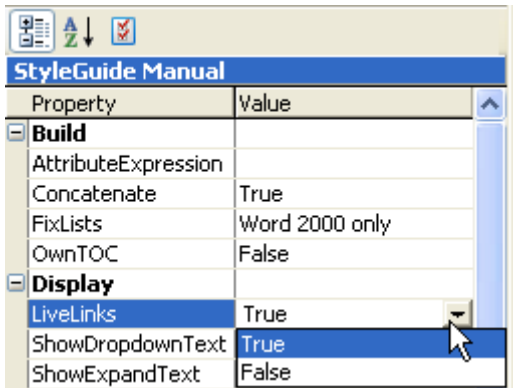 A Z
StyleGuide Manual
Property Value
Build
AttributeExpression
Concatenate True
FixLists Word 2000 only
OwnTOC False
Display
LiveLinks True
ShowDropdownText True
ShowExpandText False